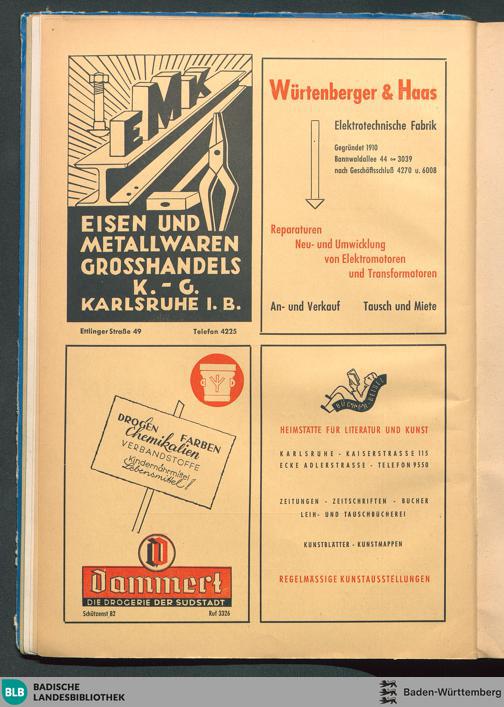 EMK
EISEN UND
METALLWAREN
GROSSHANDELS
K. - G.
KARLSRUHE I. B.
Ettlinger Straße 49 Telefon 4225
Würtenberger & Haas
Elektrotechnische Fabrik
Gegründet 1910
Bannwaldallee 44 3039
nach Geschäftsschluß 4270 u. 6008
Reparaturen
Neu- und Umwicklung
von Elektromotoren
und Transformatoren
An- und Verkauf Tausch und Miete
DROGEN FARBEN
Chemikalien
VERBANDSTOFFE
Kindernährmittel
Lebensmittel!
D
Dammert
DIE DROGERIE DER SÜDSTADT
Schützenst 82 Ruf 3326
HEIMSTÄTTE FÜR LITERATUR UND KUNST
KARLSRUHE - KAISERSTRASSE 115
ECKE ADLERSTRASSE - TELEFON 9550
ZEITUNGEN - ZEITSCHRIFTEN - BÜCHER
LEIH- UND TAUSCHBÜCHEREI
KUNSTBLÄTTER - KUNSTMAPPEN
REGELMÄSSIGE KUNSTAUSSTELLUNGEN
BLB BADISCHE
LANDESBIBLIOTHEK
Baden-Württemberg